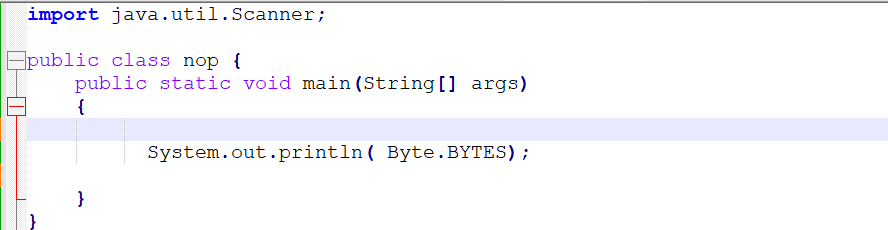 import java.util.Scanner;
public class nop {
public static void main(String[] args)
{
System.out.println( Byte.BYTES);
}
}